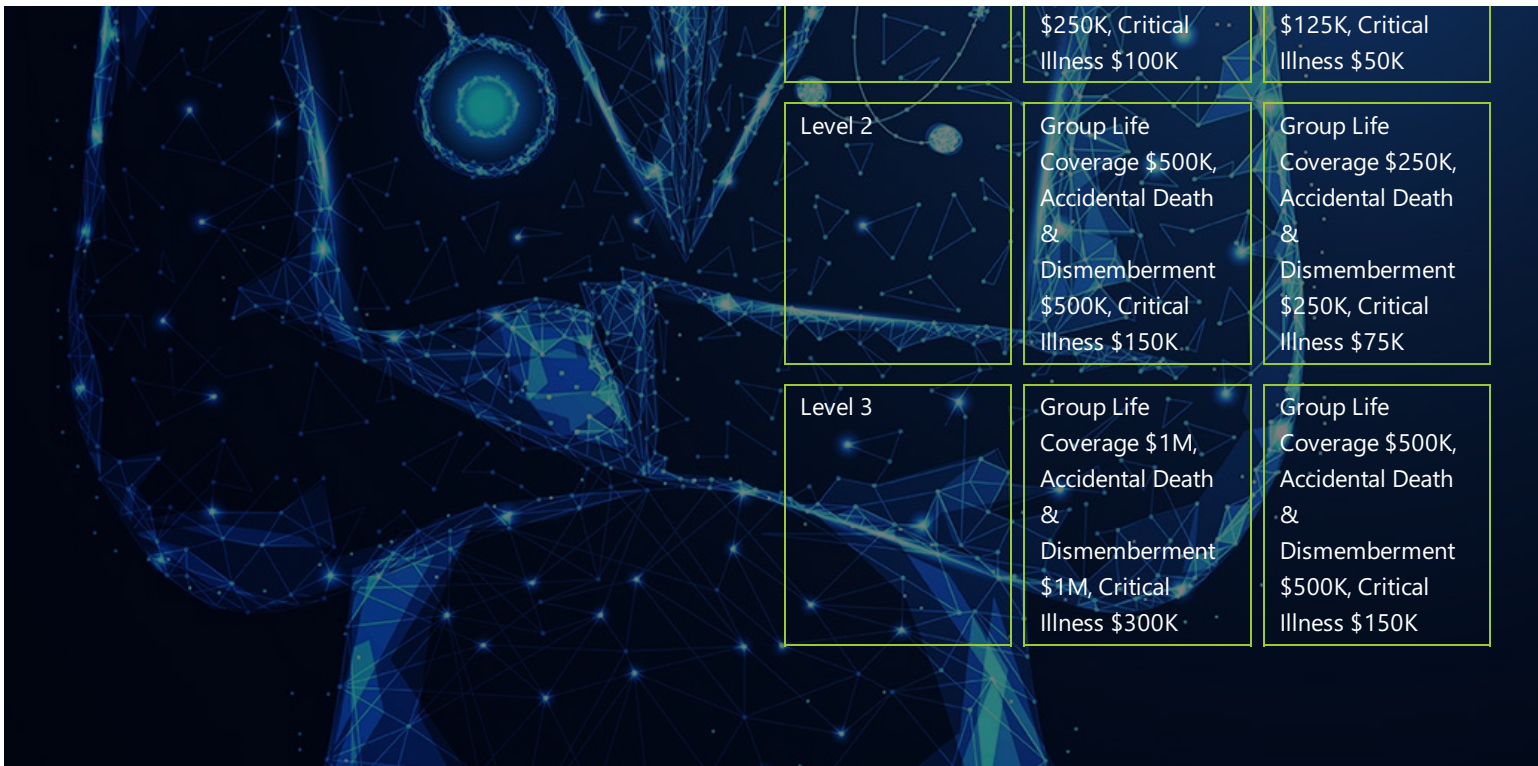 $250K, Critical
Illness $100K
$125K, Critical
Illness $50K
Level 2
Group Life
Coverage $500K,
Accidental Death
&
Dismemberment
$500K, Critical
Illness $150K
Group Life
Coverage $250K,
Accidental Death
&
Dismemberment
$250K, Critical
Illness $75K
Level 3
Group Life
Coverage $1M,
Accidental Death
&
Dismemberment
$1M, Critical
Illness $300K
Group Life
Coverage $500K,
Accidental Death
&
Dismemberment
$500K, Critical
Illness $150K